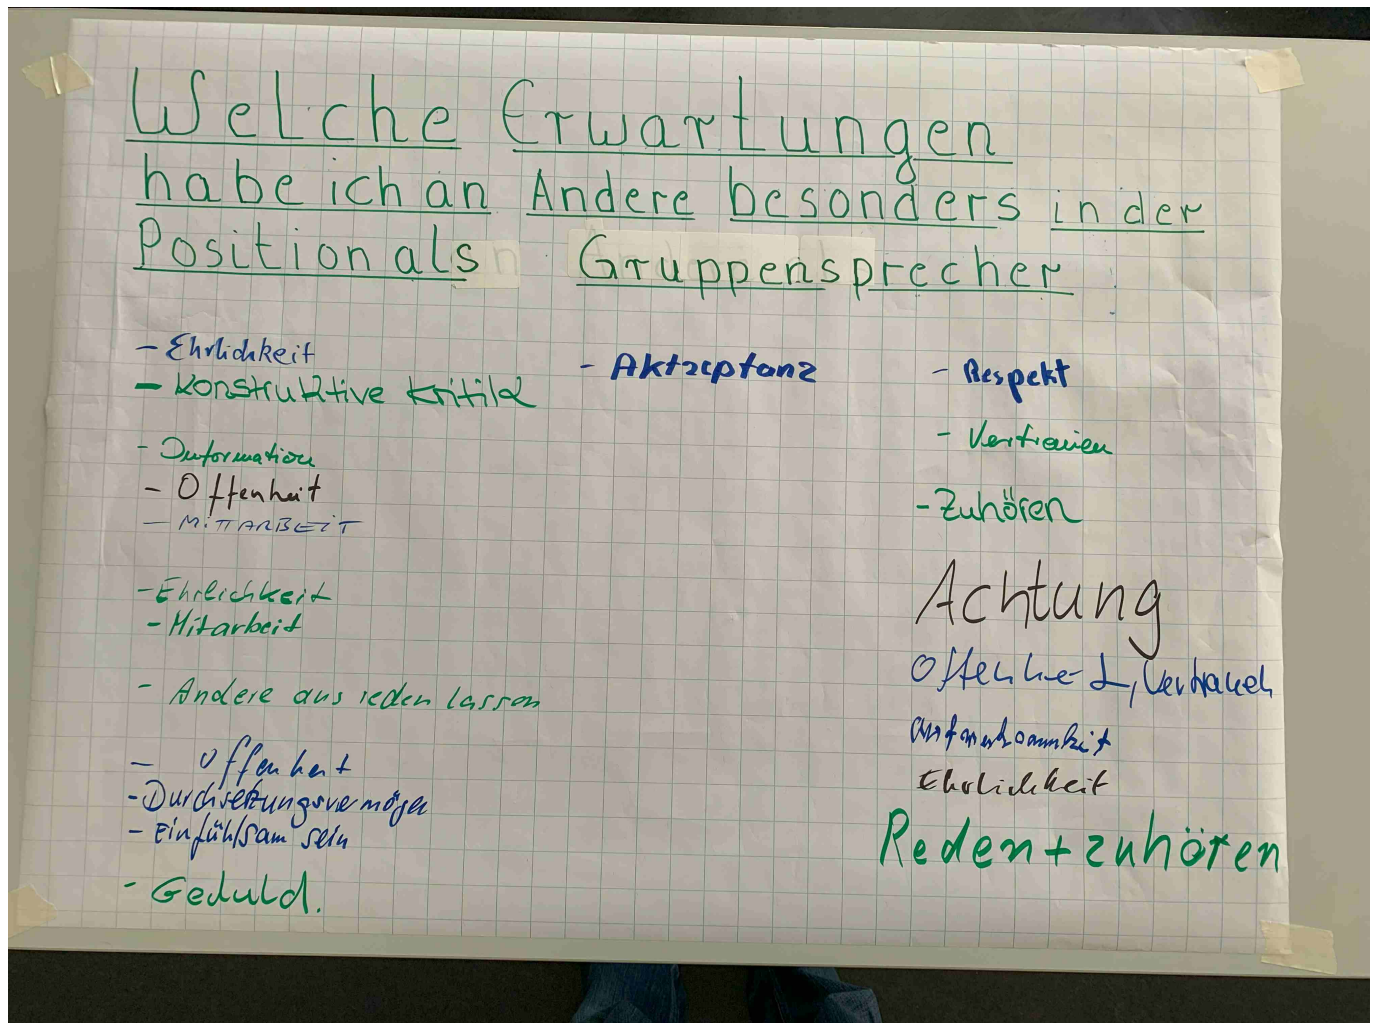 Welche Erwartungen
habe ich an Andere besonders in der
Position als Gruppensprecher
- Ehrlichkeit
- konstruktive kritik
- Information
- Offenheit
- MITTARBEIT
- Ehrlichkeit
- Mitarbeit
- Andere aus reden lassen
- Offenheit
- Durchsetzungsvermögen
- Einfühlsam sein
- Geduld.
- Aktzeptanz
- Respekt
- Vertrauen
- Zuhören
Achtung
Offenheit, Vertrauen
Aufmerksamkeit
Ehrlichkeit
Reden + zuhören